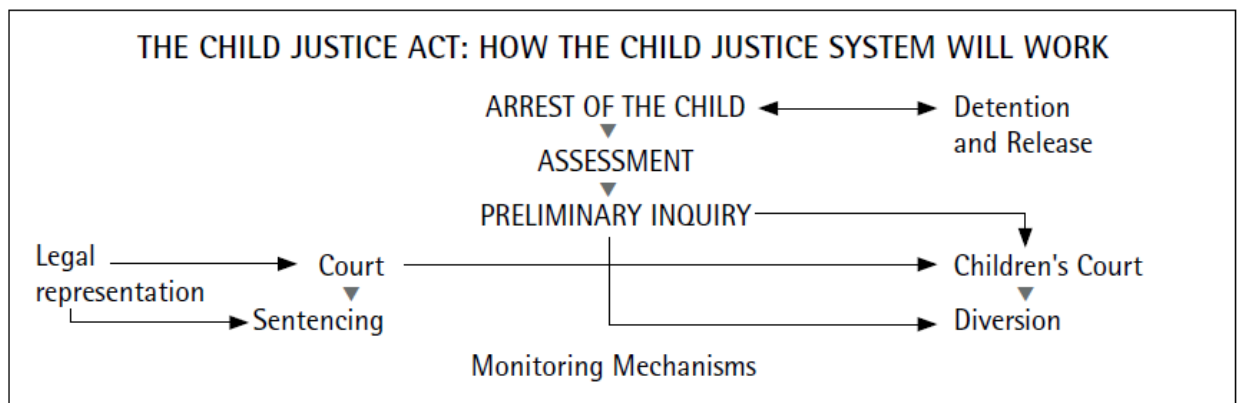 THE CHILD JUSTICE ACT: HOW THE CHILD JUSTICE SYSTEM WILL WORK
ARREST OF THE CHILD
Detention
and Release
ASSESSMENT
PRELIMINARY INQUIRY
Legal
representation
Court
Children's Court
Sentencing
Diversion
Monitoring Mechanisms